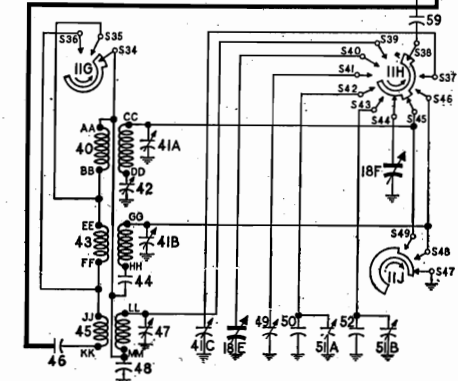 59
S36
S35
S34
11G
S39
S40
S41
S42
S43
S44
S45
S38
S37
S46
11H
AA
CC
40
41A
BB
DD
42
18F
EE
GG
43
41B
FF
HH
44
S49
S48
S47
11J
JJ
LL
45
47
KK
MM
46
48
41C
18E
49
50
51A
52
51B